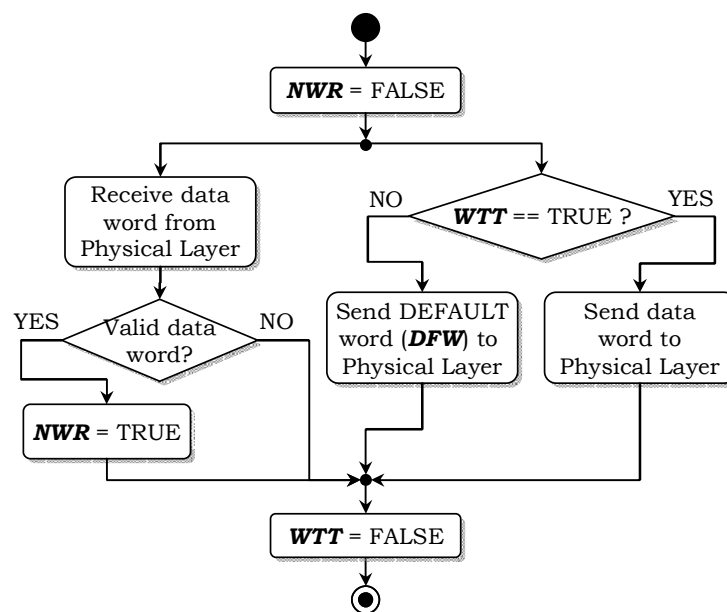 NWR = FALSE
Receive data
word from
Physical Layer
Valid data
word?
YES
NO
NWR = TRUE
WTT == TRUE ?
NO
YES
Send DEFAULT
word (DFW) to
Physical Layer
Send data
word to
Physical Layer
WTT = FALSE